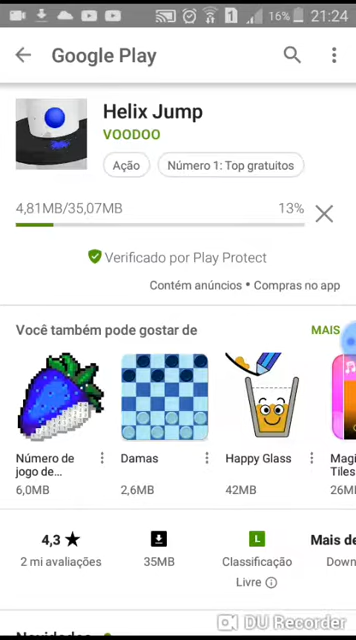 16% 21:24
Google Play
Helix Jump
VOODOO
Ação
Número 1: Top gratuitos
4,81MB/35,07MB 13%
Verificado por Play Protect
Contém anúncios • Compras no app
Você também pode gostar de MAIS
Número de jogo de...
6,0MB
Damas
2,6MB
Happy Glass
42MB
Magi
Tiles
26M
4,3 ★
2 mi avaliações
35MB
L
Classificação
Livre
Mais de
Down
DU Recorder